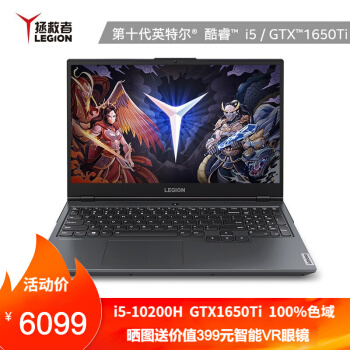 拯救者
LEGION
第十代英特尔® 酷睿™ i5 / GTX™1650Ti
LEGION
活动价
¥6099
i5-10200H GTX1650Ti 100%色域
晒图送价值399元智能VR眼镜